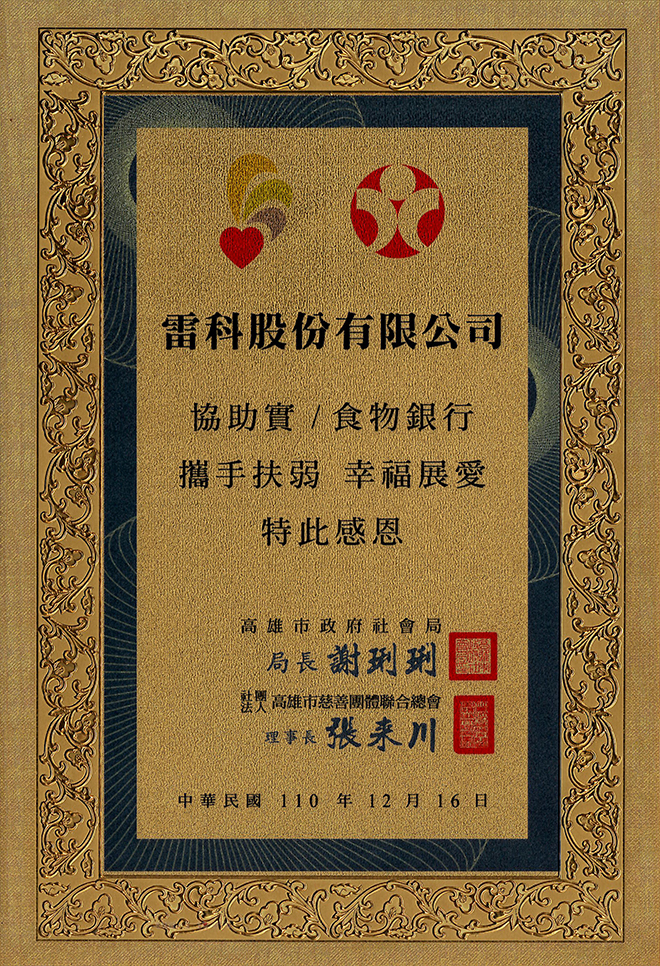 雷科股份有限公司
協助實 / 食物銀行
攜手扶弱 幸福展愛
特此感恩
高雄市政府社會局
局長 謝琍琍
社團法人 高雄市慈善團體聯合總會
理事長 張来川
中華民國 110 年 12 月 16 日